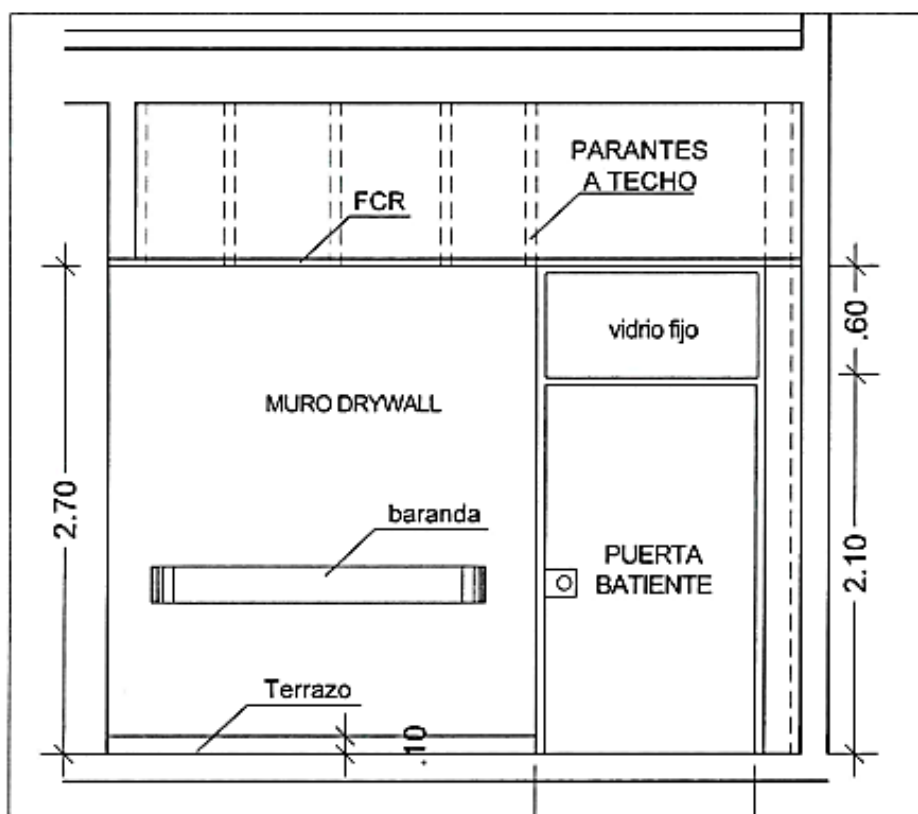 PARANTES
A TECHO
FCR
vidrio fijo
.60
MURO DRYWALL
2.70
baranda
PUERTA
BATIENTE
2.10
Terrazo
.10